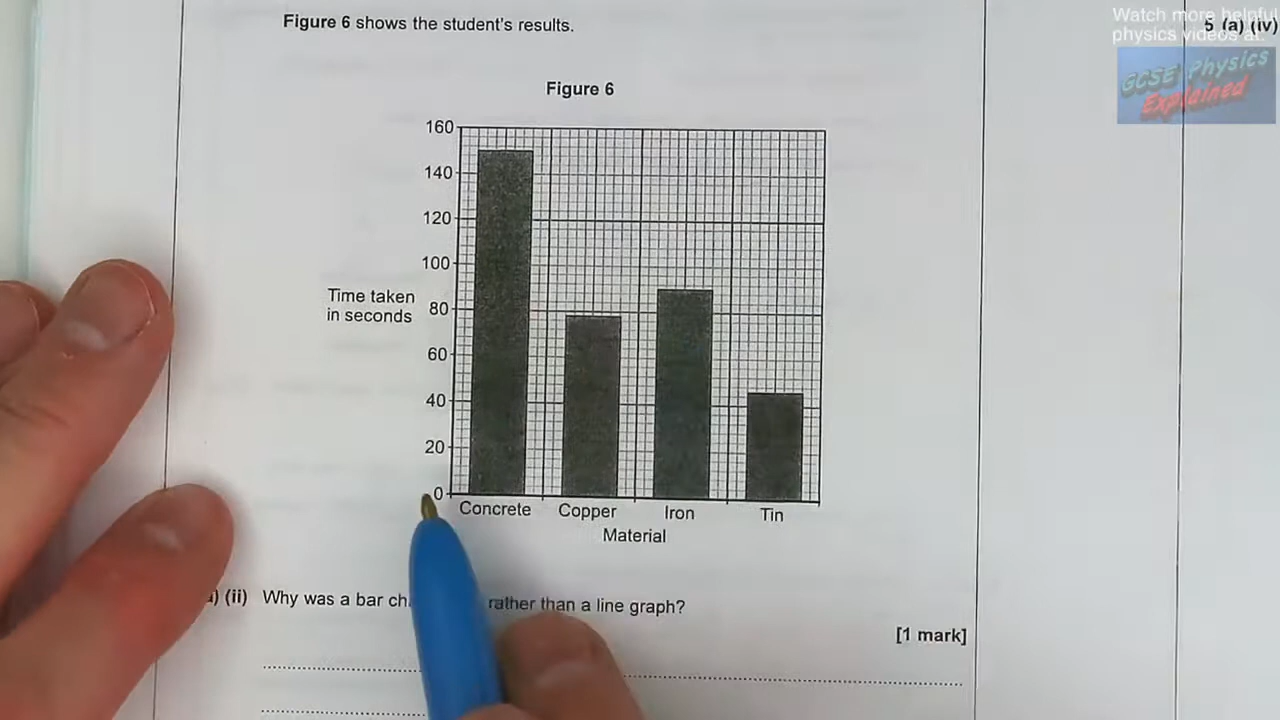 Figure 6 shows the student's results.
Watch more helpful
physics videos at:
5 (a) (iv)
GCSE Physics
Explained
Figure 6
160
140
120
100
80
60
40
20
0
Time taken
in seconds
Concrete Copper Iron Tin
Material
(ii) Why was a bar rather than a line graph?
[1 mark]